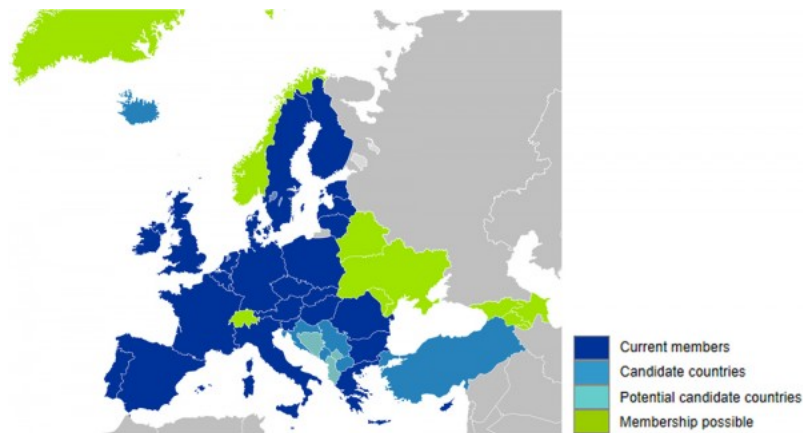 Current members
Candidate countries
Potential candidate countries
Membership possible